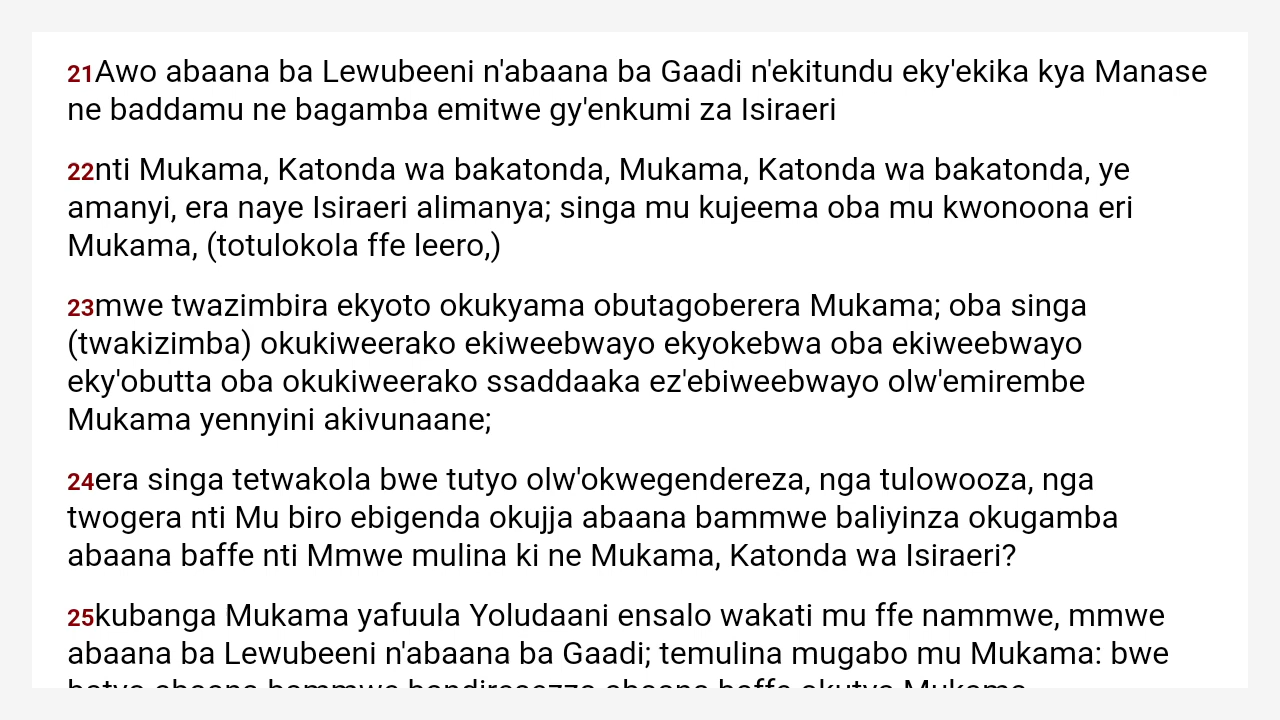 21Awo abaana ba Lewubeeni n'abaana ba Gaadi n'ekitundu eky'ekika kya Manase
ne baddamu ne bagamba emitwe gy'enkumi za Isiraeri
22nti Mukama, Katonda wa bakatonda, Mukama, Katonda wa bakatonda, ye
amanyi, era naye Isiraeri alimanya; singa mu kujeema oba mu kwonoona eri
Mukama, (totulokola ffe leero,)
23mwe twazimbira ekyoto okukyama obutagoberera Mukama; oba singa
(twakizimba) okukiweerako ekiweebwayo ekyokebwa oba ekiweebwayo
eky'obutta oba okukiweerako ssaddaaka ez'ebiweebwayo olw'emirembe
Mukama yennyini akivunaane;
24era singa tetwakola bwe tutyo olw'okwegendereza, nga tulowooza, nga
twogera nti Mu biro ebigenda okujja abaana bammwe baliyinza okugamba
abaana baffe nti Mmwe mulina ki ne Mukama, Katonda wa Isiraeri?
25kubanga Mukama yafuula Yoludaani ensalo wakati mu ffe nammwe, mmwe
abaana ba Lewubeeni n'abaana ba Gaadi; temulina mugabo mu Mukama: bwe